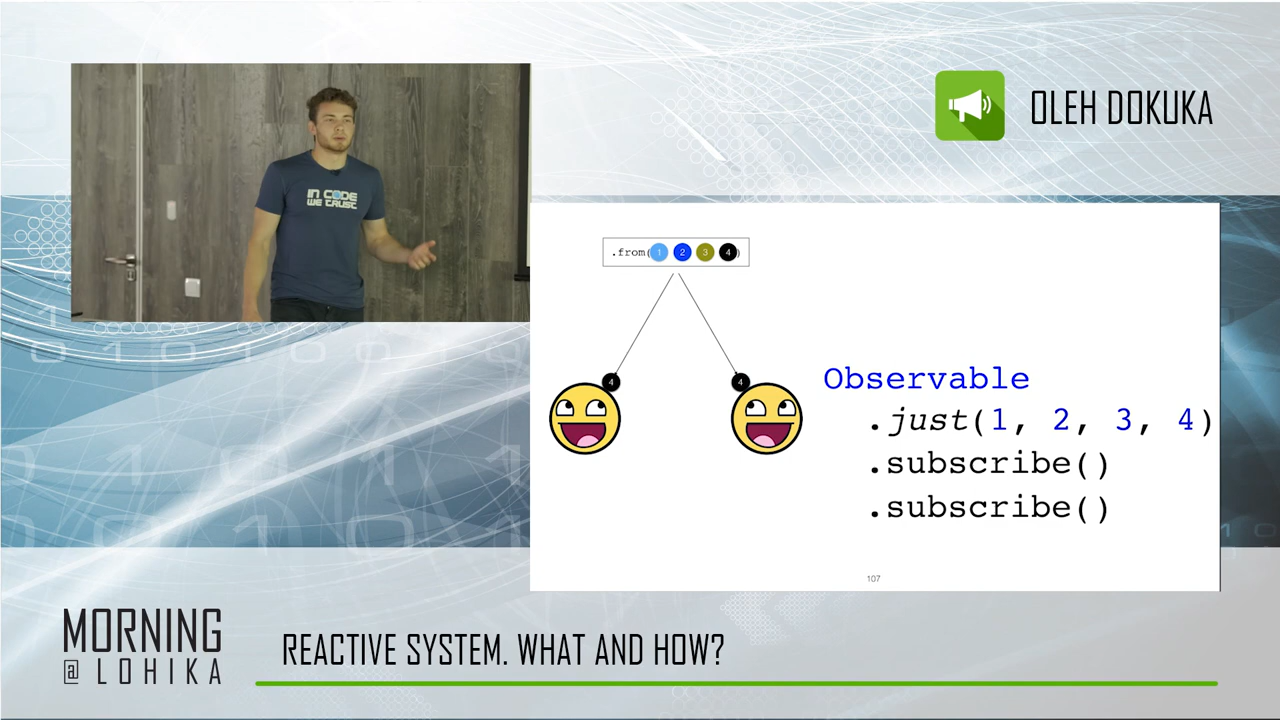 OLEH DOKUKA
IN CODE
WE TRUST
.from(1 2 3 4)
4
4
Observable
.just(1, 2, 3, 4)
.subscribe()
.subscribe()
107
MORNING
@ LOHIKA
REACTIVE SYSTEM. WHAT AND HOW?